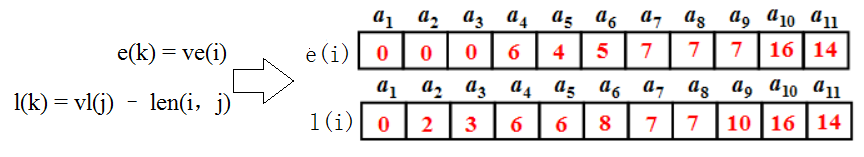 a1 a2 a3 a4 a5 a6 a7 a8 a9 a10 a11
e(k) = ve(i)
e(i) 0 0 0 6 4 5 7 7 7 16 14
a1 a2 a3 a4 a5 a6 a7 a8 a9 a10 a11
l(k) = vl(j) – len(i，j)
l(i) 0 2 3 6 6 8 7 7 10 16 14